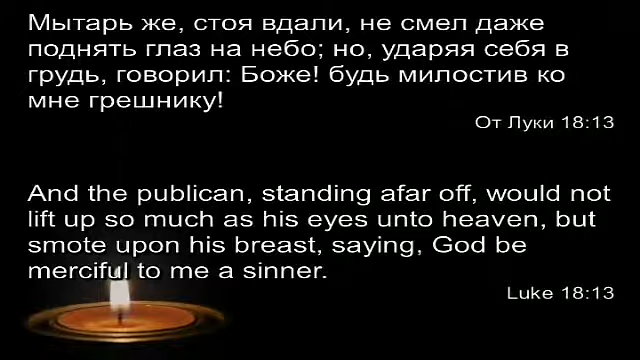 Мытарь же, стоя вдали, не смел даже
поднять глаз на небо; но, ударяя себя в
грудь, говорил: Боже! будь милостив ко
мне грешнику!
От Луки 18:13
And the publican, standing afar off, would not
lift up so much as his eyes unto heaven, but
smote upon his breast, saying, God be
merciful to me a sinner.
Luke 18:13